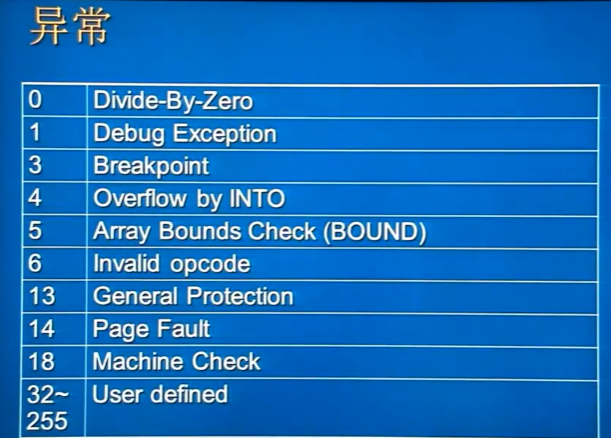 异常
0 Divide-By-Zero
1 Debug Exception
3 Breakpoint
4 Overflow by INTO
5 Array Bounds Check (BOUND)
6 Invalid opcode
13 General Protection
14 Page Fault
18 Machine Check
32~ User defined
255